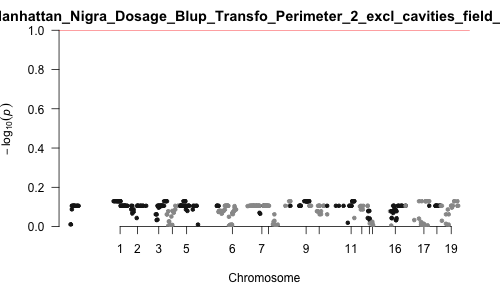 Manhattan_Nigra_Dosage_Blup_Transfo_Perimeter_2_excl_cavities_field_
1.0
0.8
0.6
0.4
0.2
0.0
− log10(p)
1 2 3 5 6 7 9 11 16 17 19
Chromosome